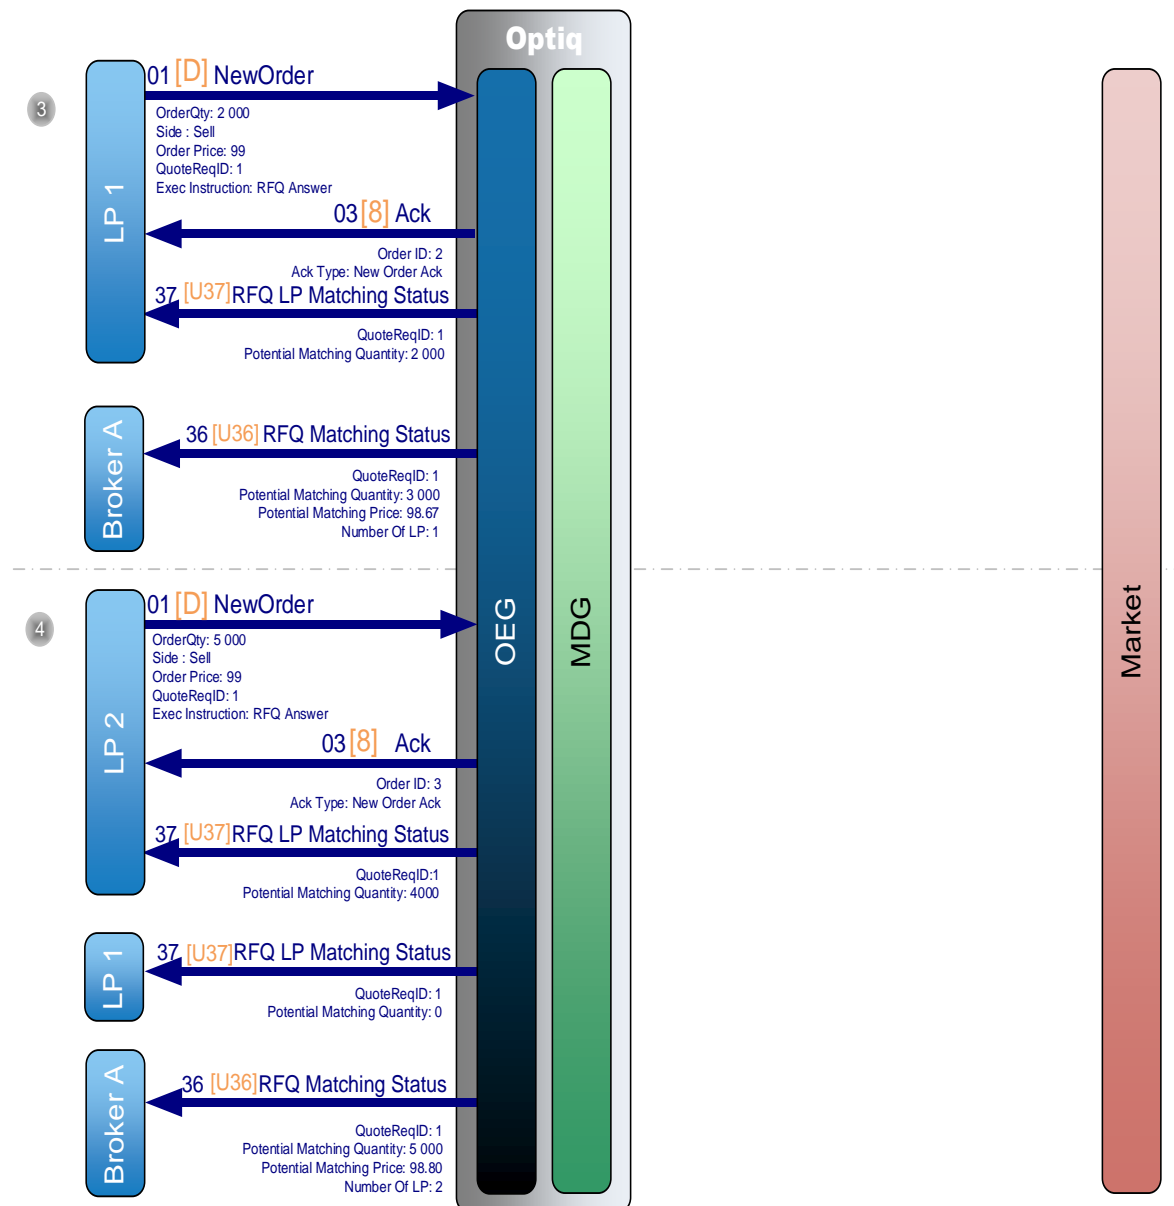 Optiq
3
LP 1
01 [D] NewOrder
OrderQty: 2 000
Side : Sell
Order Price: 99
QuoteReqID: 1
Exec Instruction: RFQ Answer
03 [8] Ack
Order ID: 2
Ack Type: New Order Ack
37 [U37] RFQ LP Matching Status
QuoteReqID: 1
Potential Matching Quantity: 2 000
Broker A
36 [U36] RFQ Matching Status
QuoteReqID: 1
Potential Matching Quantity: 3 000
Potential Matching Price: 98.67
Number Of LP: 1
OEG
MDG
Market
4
LP 2
01 [D] NewOrder
OrderQty: 5 000
Side : Sell
Order Price: 99
QuoteReqID: 1
Exec Instruction: RFQ Answer
03 [8] Ack
Order ID: 3
Ack Type: New Order Ack
37 [U37] RFQ LP Matching Status
QuoteReqID:1
Potential Matching Quantity: 4000
LP 1
37 [U37] RFQ LP Matching Status
QuoteReqID: 1
Potential Matching Quantity: 0
Broker A
36 [U36] RFQ Matching Status
QuoteReqID: 1
Potential Matching Quantity: 5 000
Potential Matching Price: 98.80
Number Of LP: 2